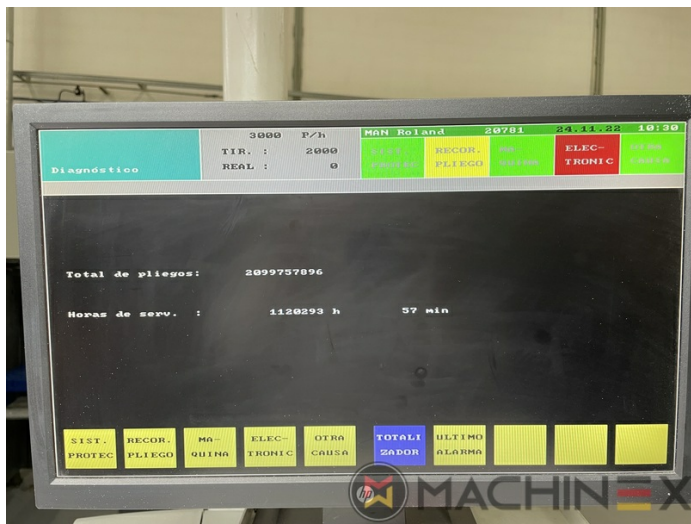 3000 P/h
MAN Roland 20781 24.11.22 10:30
TIR. : 2000
REAL : 0
Diagnóstico
RECOR.
PLIEGO
ELEC-
TRONIC
Total de pliegos: 2099757896
Horas de serv. : 1120293 h 57 min
SIST.
PROTEC
RECOR.
PLIEGO
MA-
QUINA
ELEC-
TRONIC
OTRA
CAUSA
TOTALI
ZADOR
ULTIMO
ALARMA
hp
MACHINEX